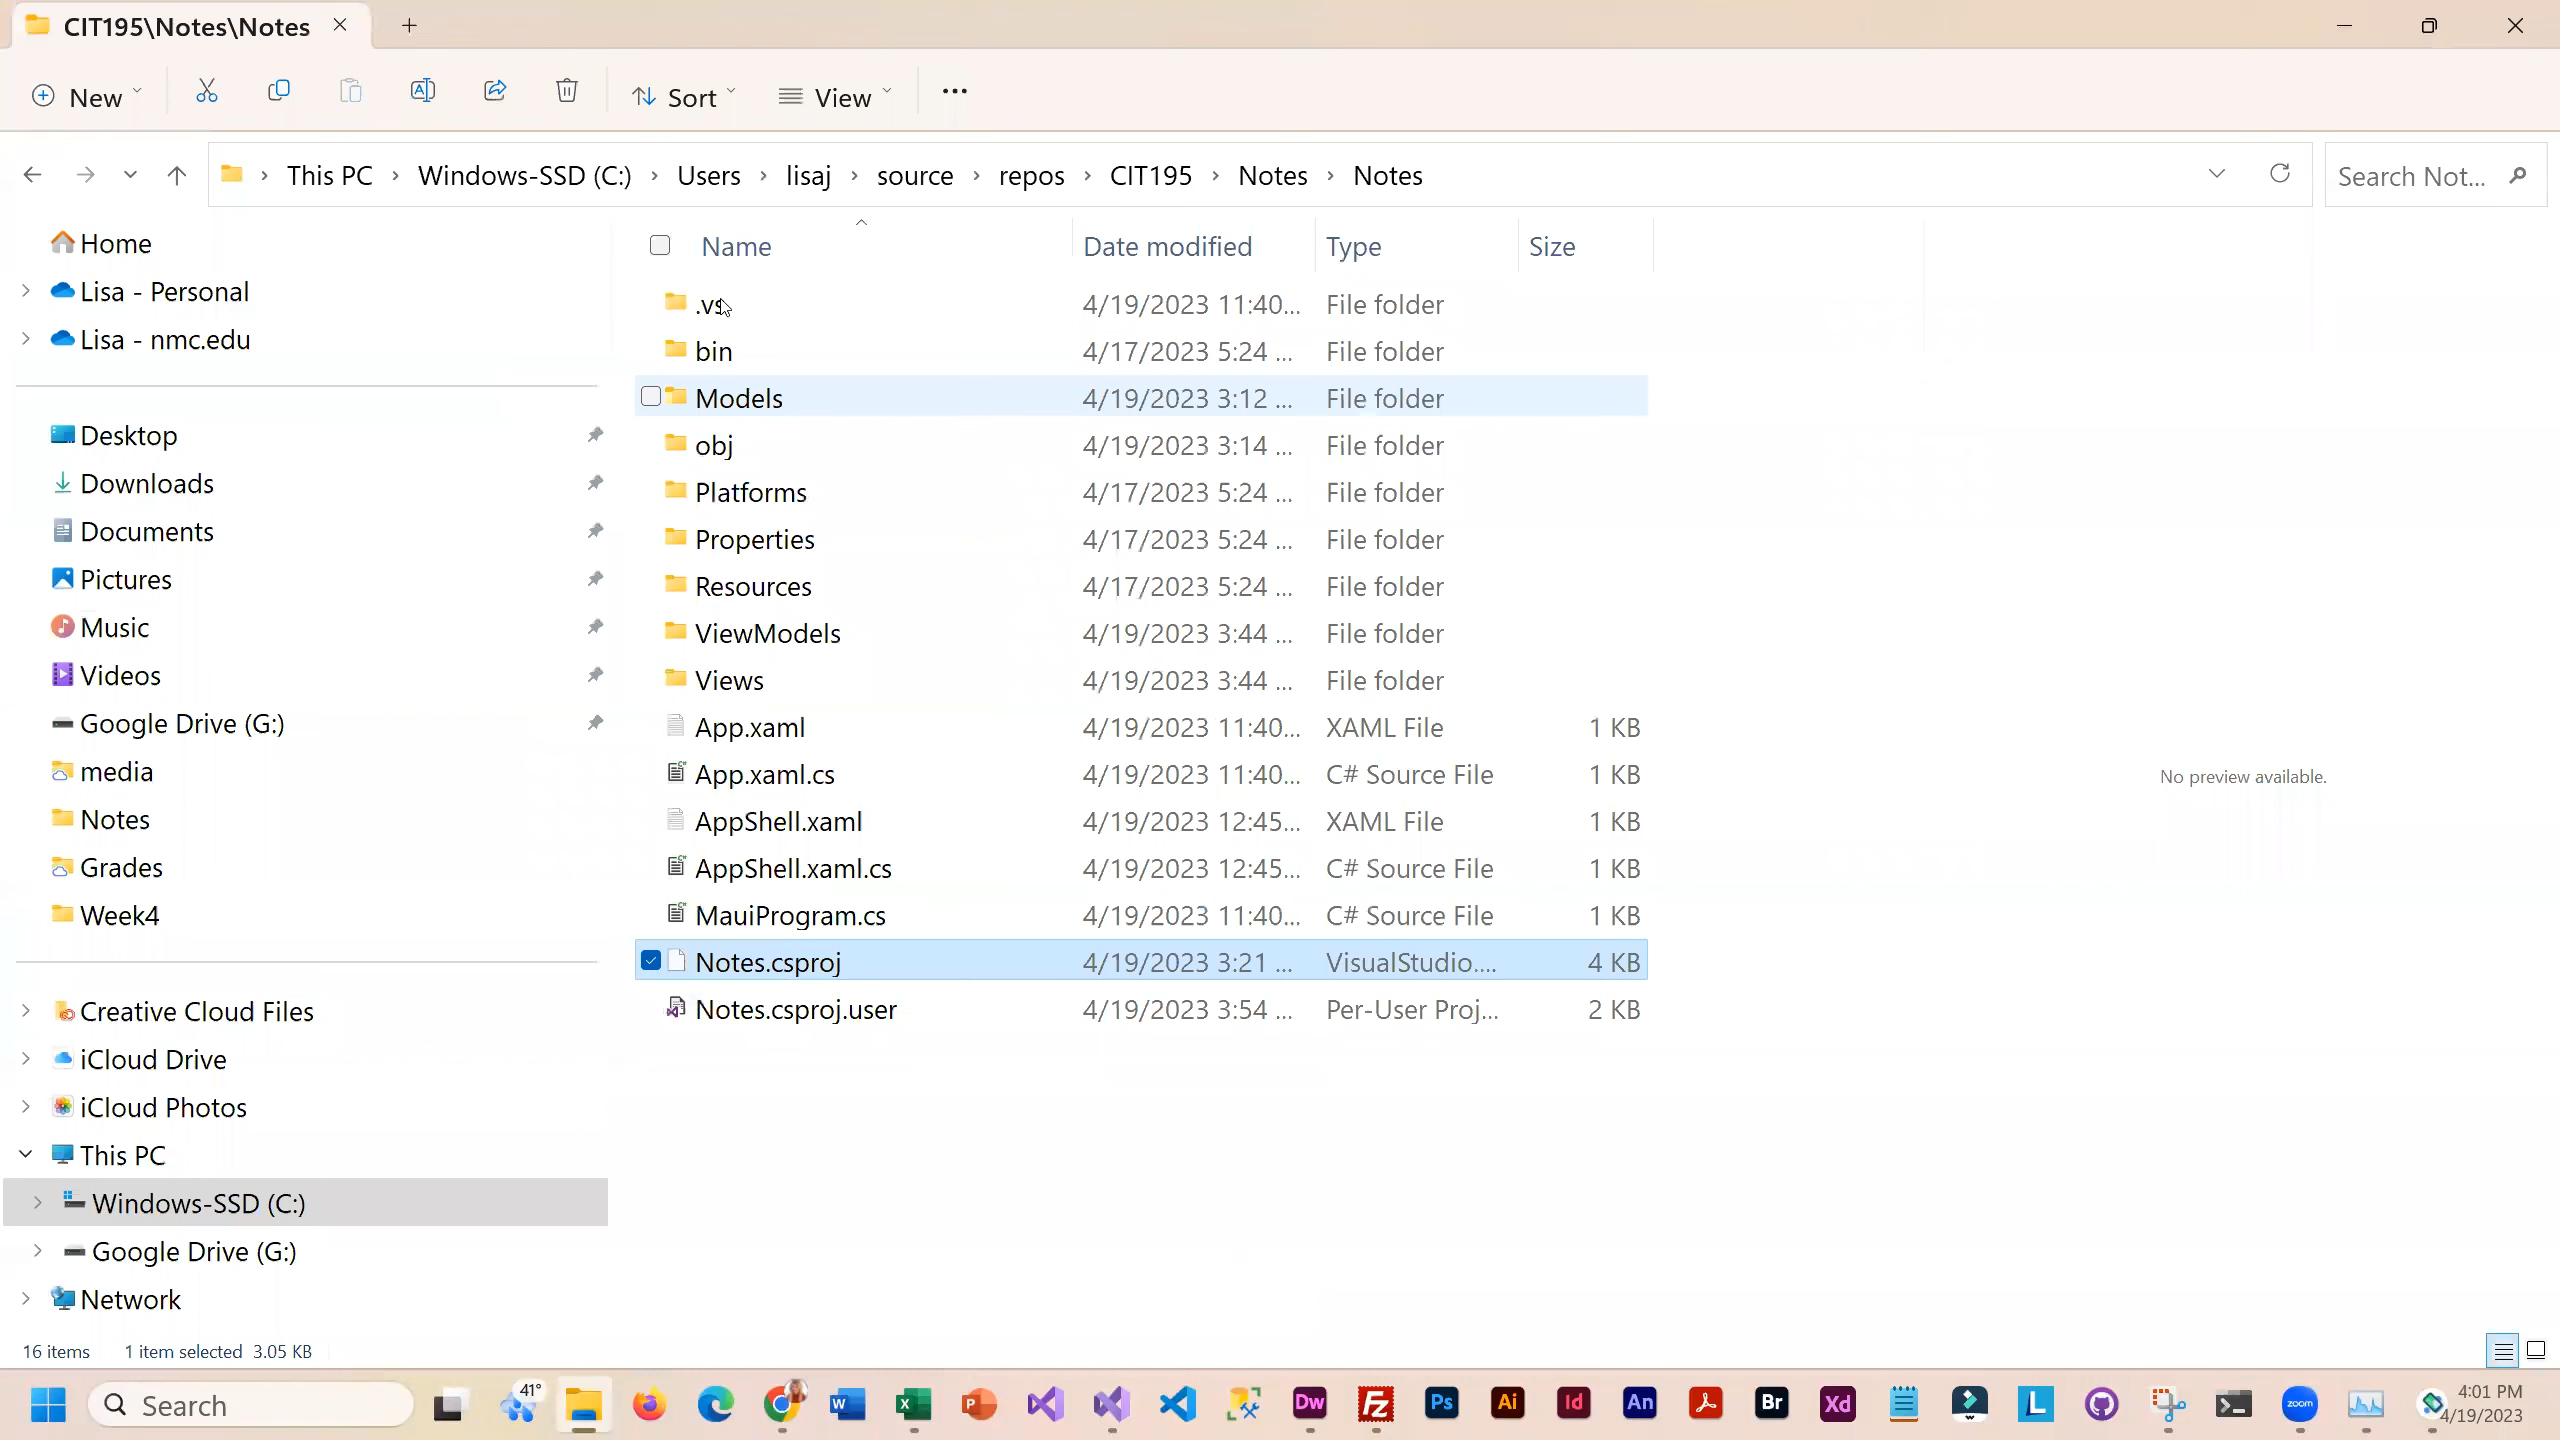 CIT195\Notes\Notes
New
Sort
View
This PC
Windows-SSD (C:)
Users
lisaj
source
repos
CIT195
Notes
Notes
Search Not...
Home
Lisa - Personal
Lisa - nmc.edu
Desktop
Downloads
Documents
Pictures
Music
Videos
Google Drive (G:)
media
Notes
Grades
Week4
Creative Cloud Files
iCloud Drive
iCloud Photos
This PC
Windows-SSD (C:)
Google Drive (G:)
Network
Name Date modified Type Size
.vs 4/19/2023 11:40... File folder
bin 4/17/2023 5:24 ... File folder
Models 4/19/2023 3:12 ... File folder
obj 4/19/2023 3:14 ... File folder
Platforms 4/17/2023 5:24 ... File folder
Properties 4/17/2023 5:24 ... File folder
Resources 4/17/2023 5:24 ... File folder
ViewModels 4/19/2023 3:44 ... File folder
Views 4/19/2023 3:44 ... File folder
App.xaml 4/19/2023 11:40... XAML File 1 KB
App.xaml.cs 4/19/2023 11:40... C# Source File 1 KB
AppShell.xaml 4/19/2023 12:45... XAML File 1 KB
AppShell.xaml.cs 4/19/2023 12:45... C# Source File 1 KB
MauiProgram.cs 4/19/2023 11:40... C# Source File 1 KB
Notes.csproj 4/19/2023 3:21 ... VisualStudio.... 4 KB
Notes.csproj.user 4/19/2023 3:54 ... Per-User Proj... 2 KB
No preview available.
16 items 1 item selected 3.05 KB
Search
41°
Dw
Fz
Ps
Ai
Id
An
Br
Xd
L
zoom
4:01 PM
4/19/2023